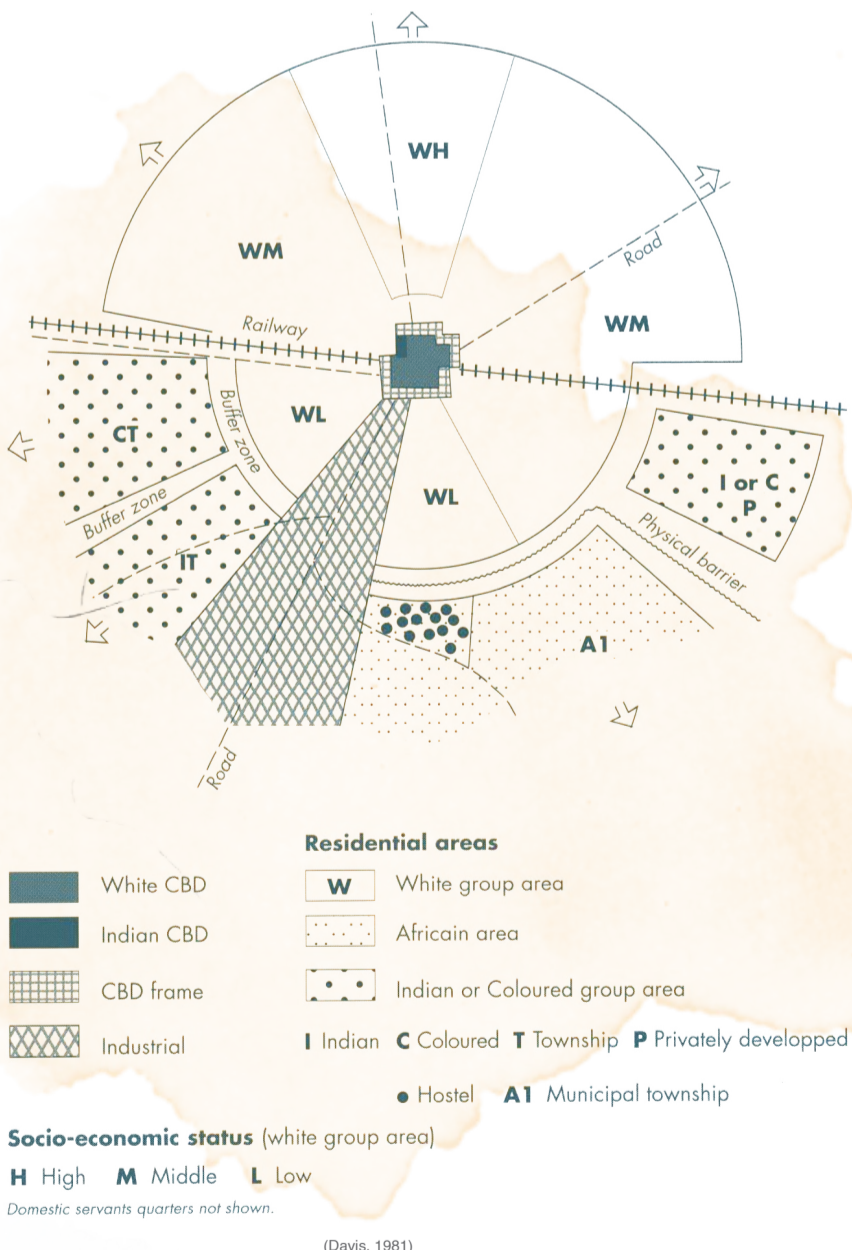 WH
WM
Road
WM
Railway
CT
Buffer zone
WL
WL
I or C
P
Buffer zone
IT
Physical barrier
A1
Road
Residential areas
White CBD
W White group area
Indian CBD
Africain area
CBD frame
Indian or Coloured group area
Industrial
I Indian C Coloured T Township P Privately developped
Hostel A1 Municipal township
Socio-economic status (white group area)
H High M Middle L Low
Domestic servants quarters not shown.
(Davis, 1981)